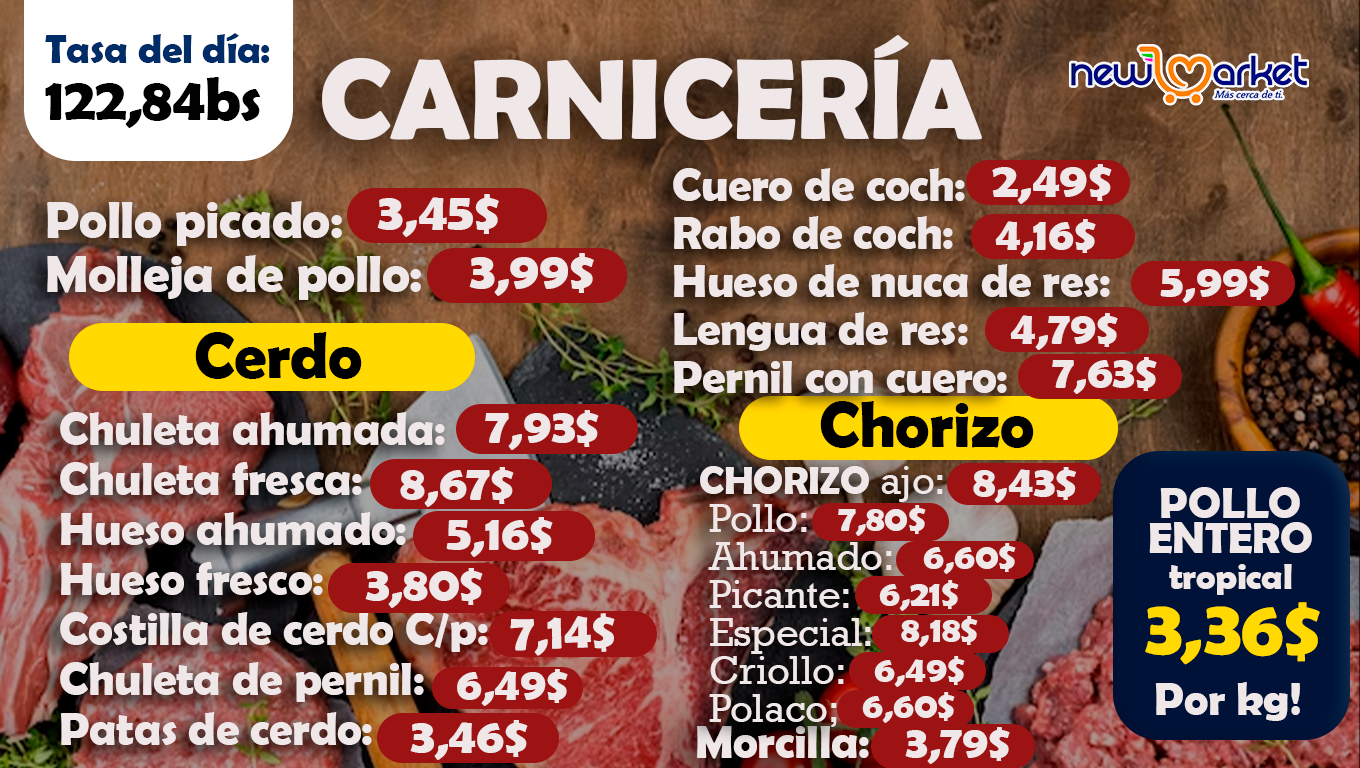 Tasa del día:
122,84bs
CARNICERÍA
new market
Más cerca de ti.
Pollo picado: 3,45$
Molleja de pollo: 3,99$
Cerdo
Chuleta ahumada: 7,93$
Chuleta fresca: 8,67$
Hueso ahumado: 5,16$
Hueso fresco: 3,80$
Costilla de cerdo C/p: 7,14$
Chuleta de pernil: 6,49$
Patas de cerdo: 3,46$
Cuero de coch: 2,49$
Rabo de coch: 4,16$
Hueso de nuca de res: 5,99$
Lengua de res: 4,79$
Pernil con cuero: 7,63$
Chorizo
CHORIZO ajo: 8,43$
Pollo: 7,80$
Ahumado: 6,60$
Picante: 6,21$
Especial: 8,18$
Criollo: 6,49$
Polaco; 6,60$
Morcilla: 3,79$
POLLO
ENTERO
tropical
3,36$
Por kg!